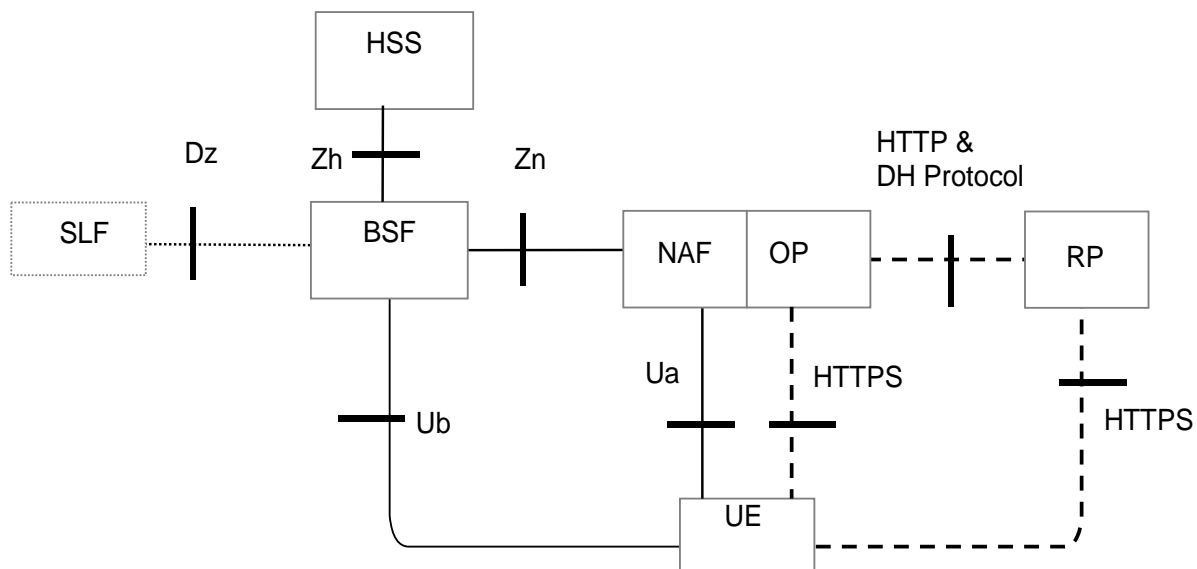 HSS
HTTP &
DH Protocol
Dz
Zh
Zn
SLF
BSF
NAF
OP
RP
Ua
HTTPS
Ub
HTTPS
UE